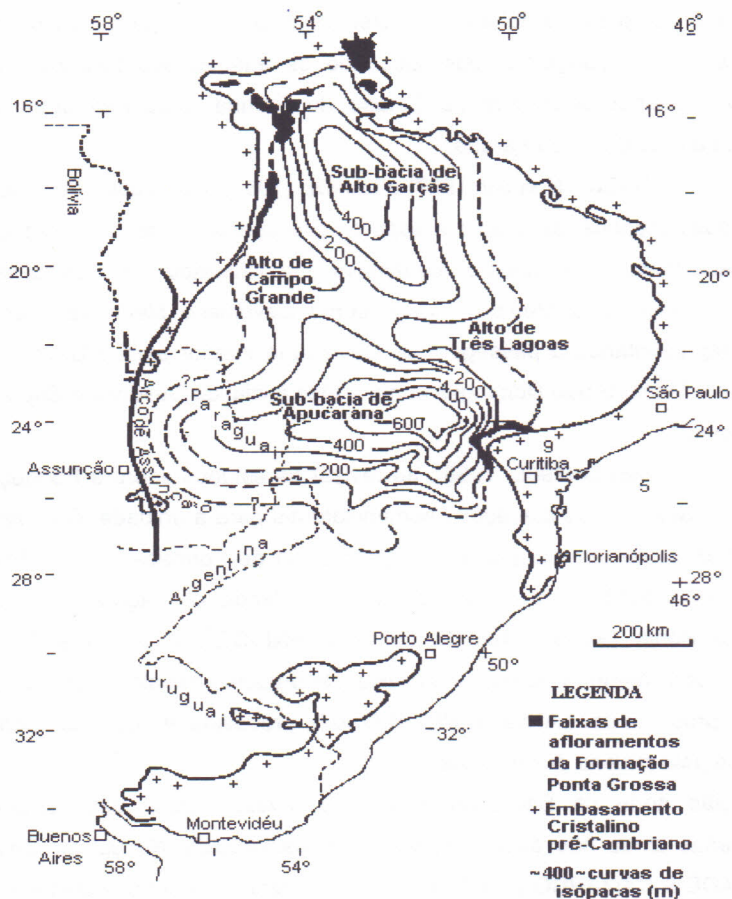 58° 54° 50° 46°
16° 16°
Bolívia
Sub-bacia de
Alto Garças
400
200
20° 20°
Alto de
Campo
Grande
Alto de
Três Lagoas
200
400
?
Sub-bacia de
Apucarana
600
Paraguai
São Paulo
24° 24°
400
9
Arco de Assunção
Assunção
200
Curitiba
5
?
Argentina
Florianópolis
28° 28°
46°
200 km
Porto Alegre
50°
Uruguai
LEGENDA
Faixas de
afloramentos
da Formação
Ponta Grossa
32° 32°
+ Embasamento
Cristalino
pré-Cambriano
Buenos
Aires
Montevidéu
58° 54°
~400~curvas de
isópacas (m)